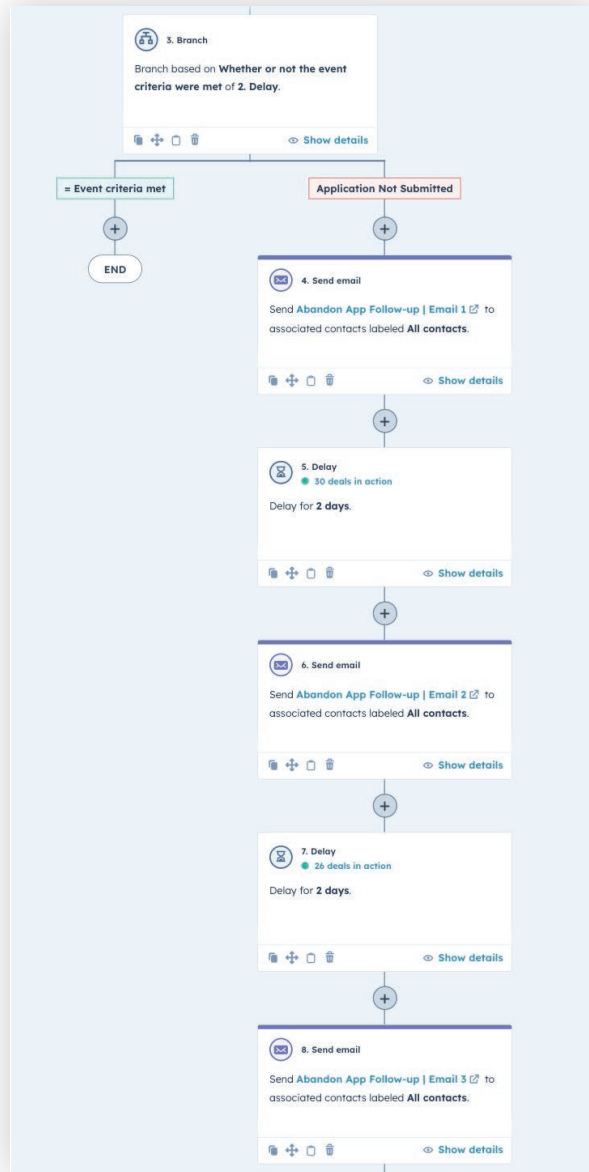 3. Branch
Branch based on Whether or not the event
criteria were met of 2. Delay.
Show details
= Event criteria met
Application Not Submitted
END
4. Send email
Send Abandon App Follow-up | Email 1 to
associated contacts labeled All contacts.
Show details
5. Delay
30 deals in action
Delay for 2 days.
Show details
6. Send email
Send Abandon App Follow-up | Email 2 to
associated contacts labeled All contacts.
Show details
7. Delay
26 deals in action
Delay for 2 days.
Show details
8. Send email
Send Abandon App Follow-up | Email 3 to
associated contacts labeled All contacts.
Show details